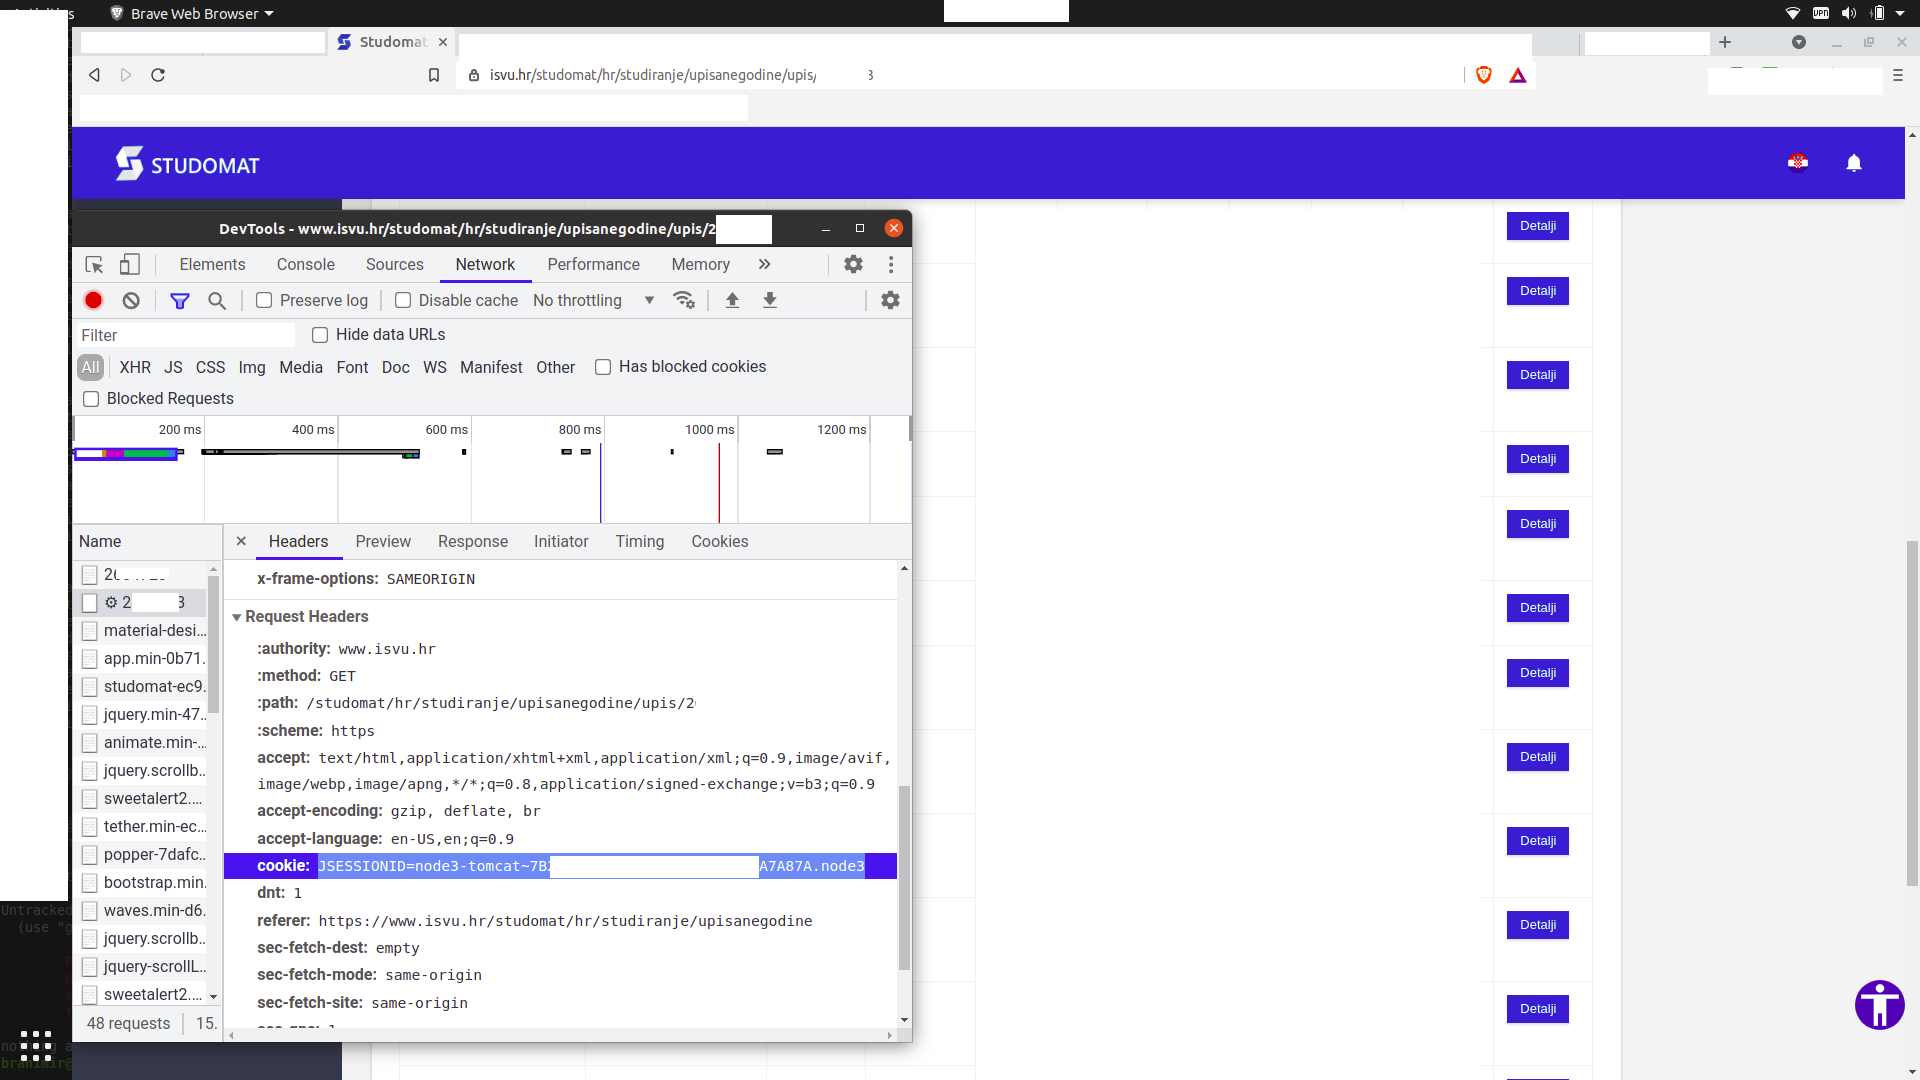 Brave Web Browser
VPN
Studomat
isvu.hr/studomat/hr/studiranje/upisanegodine/upis/
STUDOMAT
DevTools - www.isvu.hr/studomat/hr/studiranje/upisanegodine/upis/2
Elements Console Sources Network Performance Memory
Preserve log Disable cache No throttling
Filter Hide data URLs
All XHR JS CSS Img Media Font Doc WS Manifest Other Has blocked cookies
Blocked Requests
200 ms 400 ms 600 ms 800 ms 1000 ms 1200 ms
Name
material-desi...
app.min-0b71.
studomat-ec9.
jquery.min-47..
animate.min-..
jquery.scrollb..
sweetalert2....
tether.min-ec...
popper-7dafc...
bootstrap.min.
waves.min-d6.
jquery.scrollb..
jquery-scrollL..
sweetalert2....
48 requests 15.
Headers Preview Response Initiator Timing Cookies
x-frame-options: SAMEORIGIN
Request Headers
:authority: www.isvu.hr
:method: GET
:path: /studomat/hr/studiranje/upisanegodine/upis/2
:scheme: https
accept: text/html,application/xhtml+xml,application/xml;q=0.9,image/avif,
image/webp,image/apng,*/*;q=0.8,application/signed-exchange;v=b3;q=0.9
accept-encoding: gzip, deflate, br
accept-language: en-US,en;q=0.9
cookie: JSESSIONID=node3-tomcat~7B A7A87A.node3
dnt: 1
referer: https://www.isvu.hr/studomat/hr/studiranje/upisanegodine
sec-fetch-dest: empty
sec-fetch-mode: same-origin
sec-fetch-site: same-origin
Detalji
Detalji
Detalji
Detalji
Detalji
Detalji
Detalji
Detalji
Detalji
Detalji
Detalji
Untracked
(use "g
branimir@